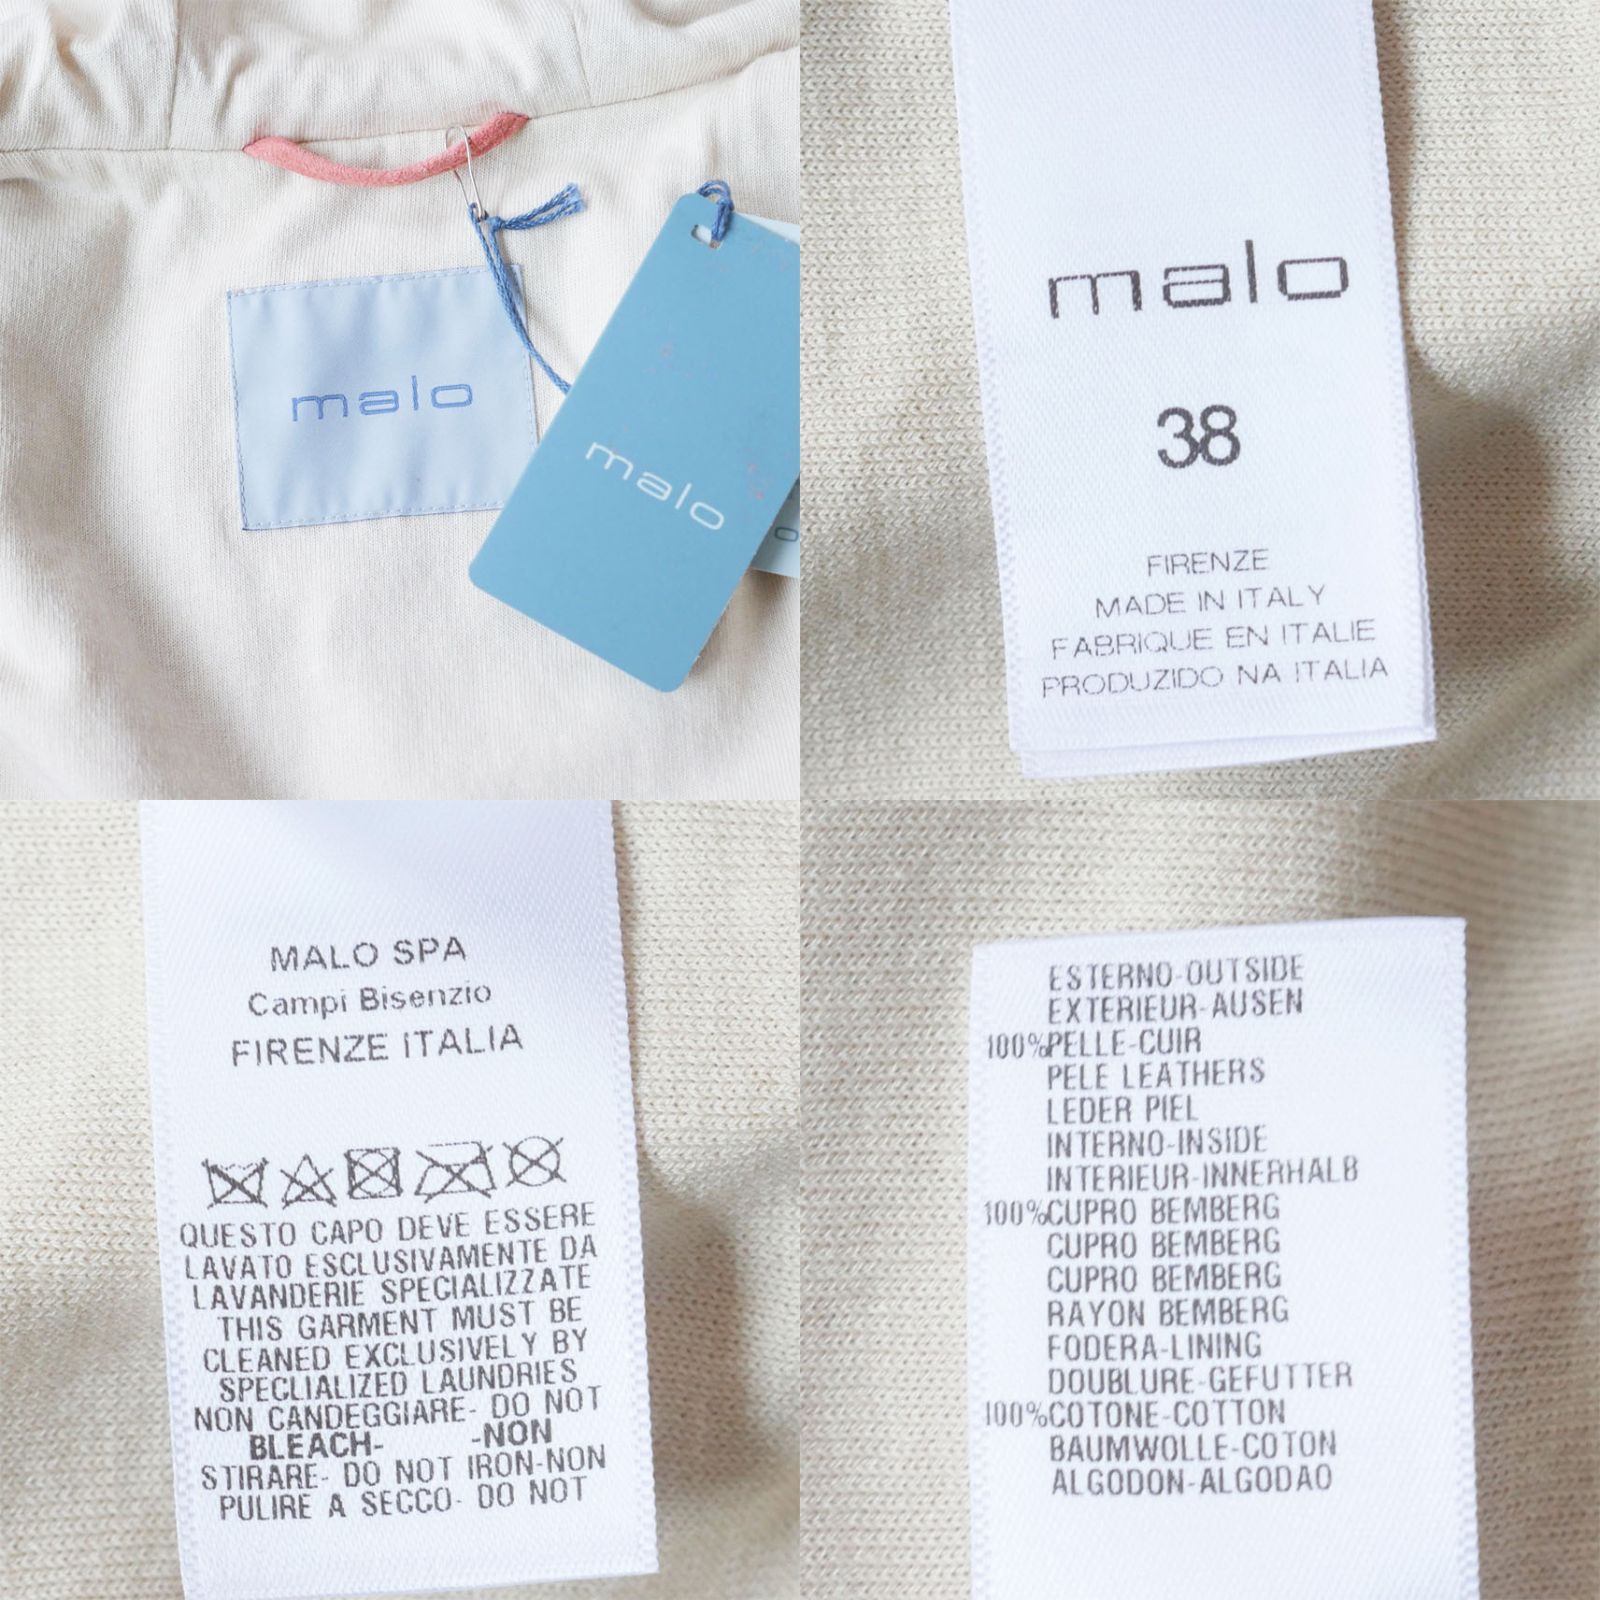 malo
malo
malo
38
FIRENZE
MADE IN ITALY
FABRIQUE EN ITALIE
PRODUZIDO NA ITALIA
MALO SPA
Campi Bisenzio
FIRENZE ITALIA
QUESTO CAPO DEVE ESSERE
LAVATO ESCLUSIVAMENTE DA
LAVANDERIE SPECIALIZZATE
THIS GARMENT MUST BE
CLEANED EXCLUSIVELY BY
SPECLIALIZED LAUNDRIES
NON CANDEGGIARE- DO NOT
BLEACH- -NON
STIRARE- DO NOT IRON-NON
PULIRE A SECCO- DO NOT
ESTERNO-OUTSIDE
EXTERIEUR-AUSEN
100%PELLE-CUIR
PELE LEATHERS
LEDER PIEL
INTERNO-INSIDE
INTERIEUR-INNERHALB
100%CUPRO BEMBERG
CUPRO BEMBERG
CUPRO BEMBERG
RAYON BEMBERG
FODERA-LINING
DOUBLURE-GEFUTTER
100%COTONE-COTTON
BAUMWOLLE-COTON
ALGODON-ALGODAO